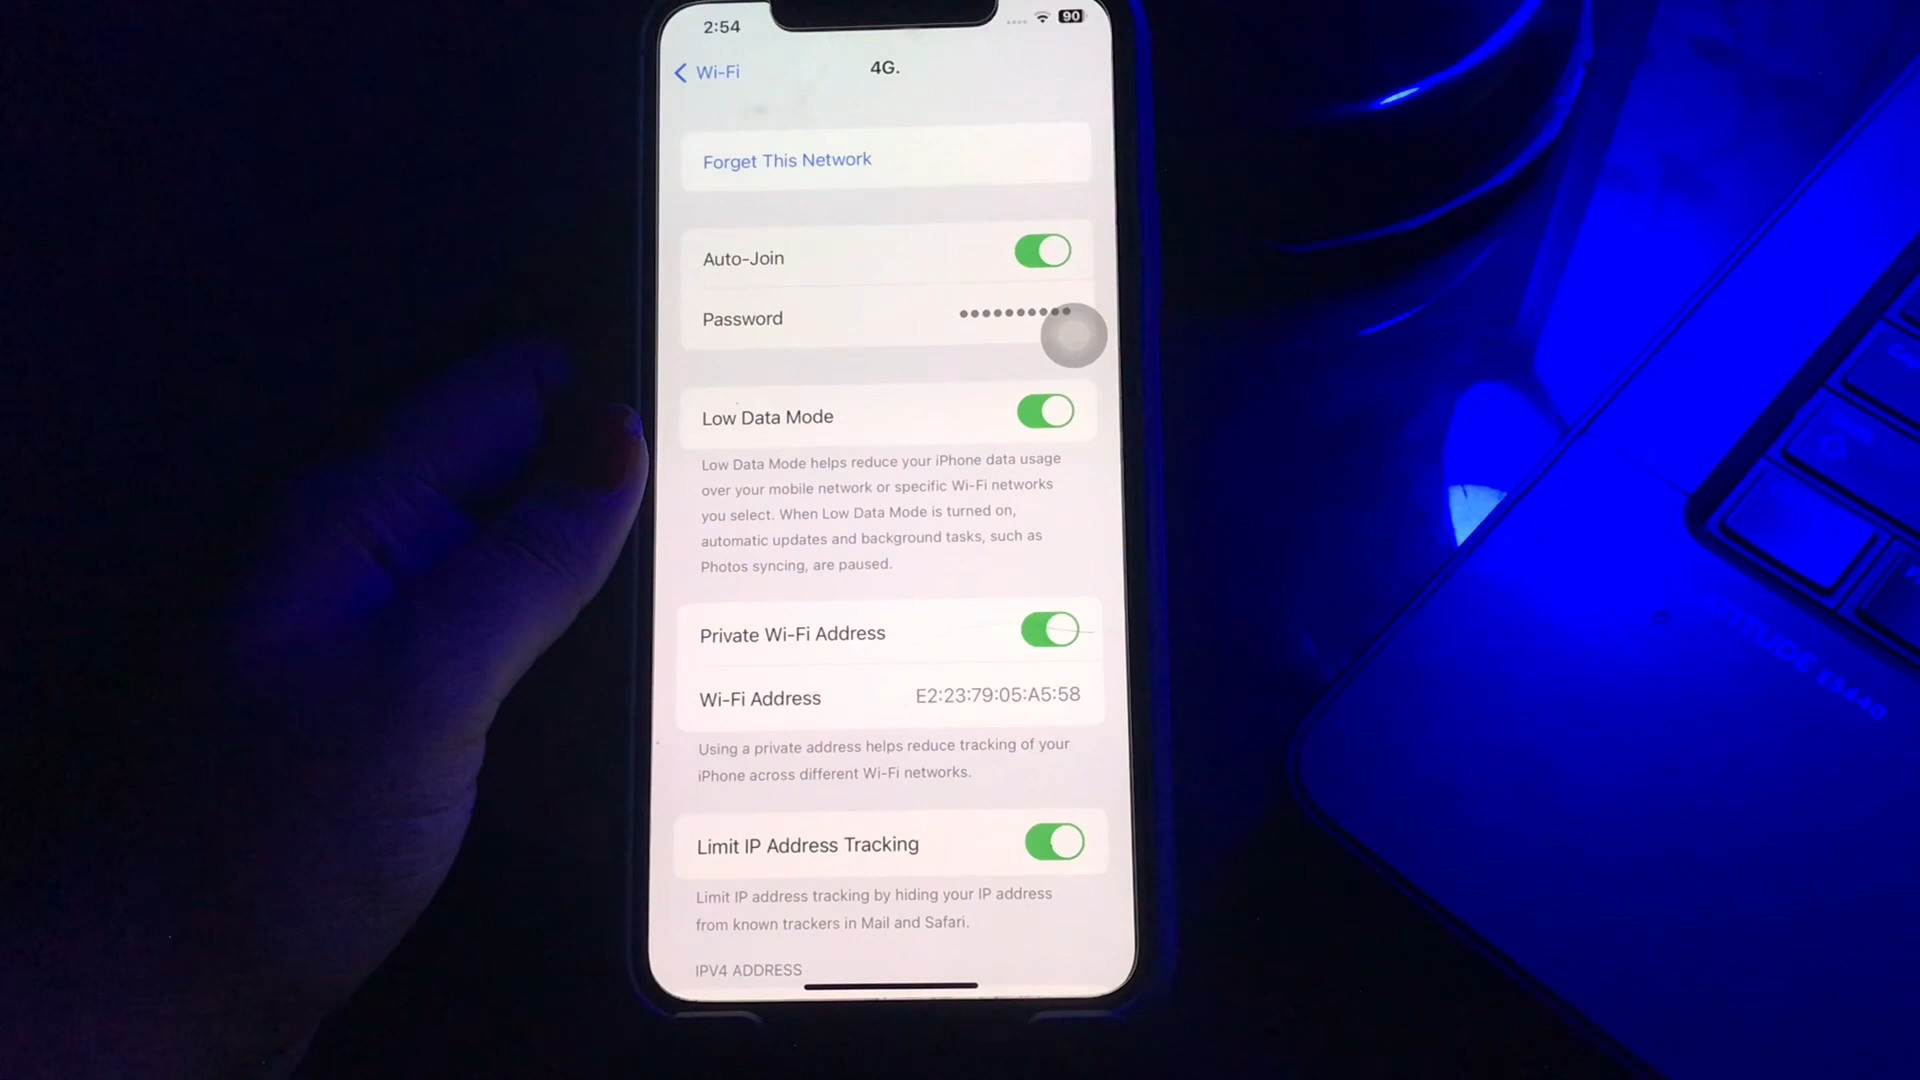 2:54
90
Wi-Fi
4G.
Forget This Network
Auto-Join
Password
Low Data Mode
Low Data Mode helps reduce your iPhone data usage
over your mobile network or specific Wi-Fi networks
you select. When Low Data Mode is turned on,
automatic updates and background tasks, such as
Photos syncing, are paused.
Private Wi-Fi Address
Wi-Fi Address E2:23:79:05:A5:58
Using a private address helps reduce tracking of your
iPhone across different Wi-Fi networks.
Limit IP Address Tracking
Limit IP address tracking by hiding your IP address
from known trackers in Mail and Safari.
IPV4 ADDRESS